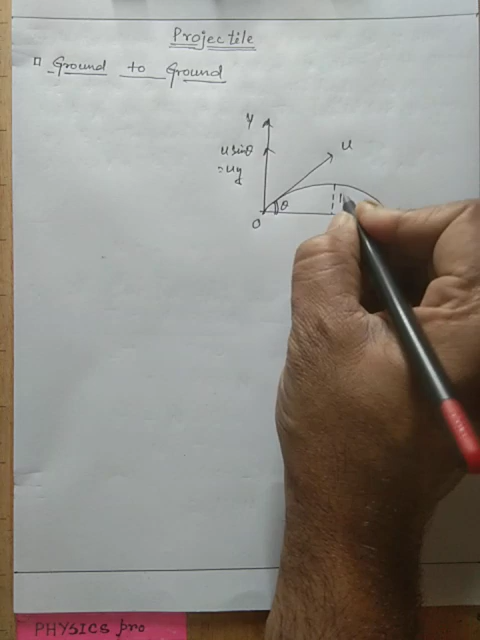 Projectile
Ground to Ground
Y
u sinθ
= uy
u
θ
O
PHYSICS pro